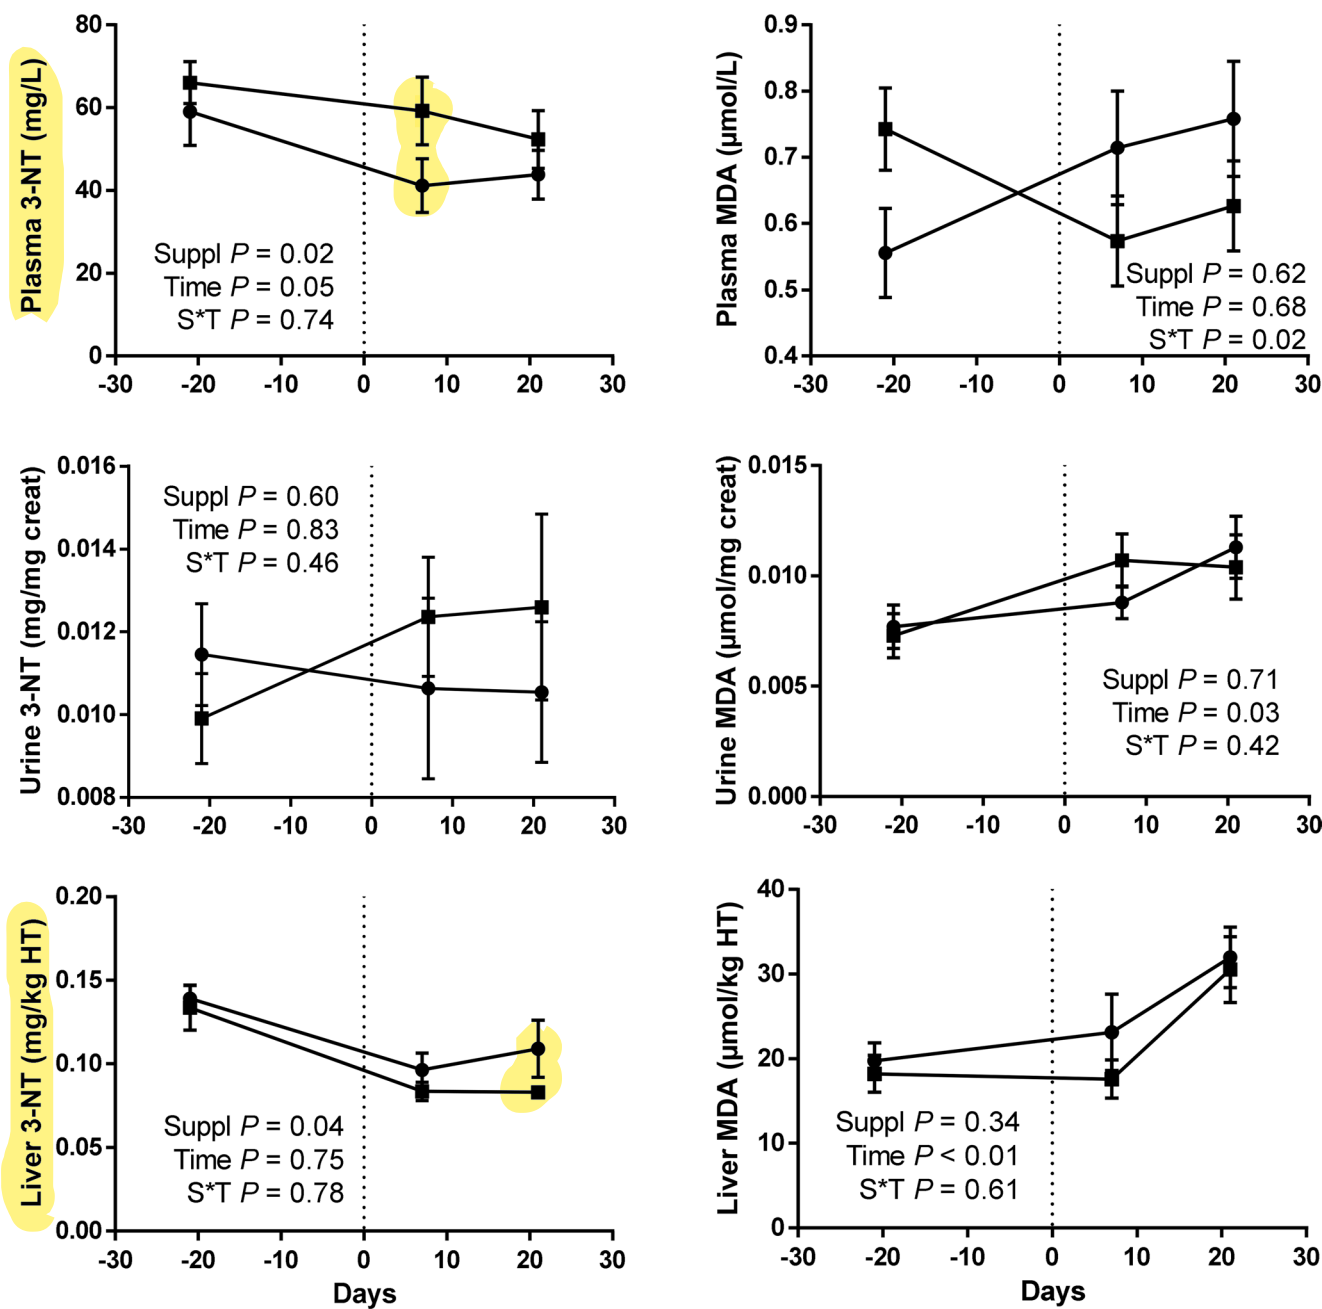 Plasma 3-NT (mg/L)
80
60
40
20
0
Suppl P = 0.02
Time P = 0.05
S*T P = 0.74
-30 -20 -10 0 10 20 30
Plasma MDA (µmol/L)
0.9
0.8
0.7
0.6
0.5
0.4
Suppl P = 0.62
Time P = 0.68
S*T P = 0.02
-30 -20 -10 0 10 20 30
Urine 3-NT (mg/mg creat)
0.016
0.014
0.012
0.010
0.008
Suppl P = 0.60
Time P = 0.83
S*T P = 0.46
-30 -20 -10 0 10 20 30
Urine MDA (µmol/mg creat)
0.015
0.010
0.005
0.000
Suppl P = 0.71
Time P = 0.03
S*T P = 0.42
-30 -20 -10 0 10 20 30
Liver 3-NT (mg/kg HT)
0.20
0.15
0.10
0.05
0.00
Suppl P = 0.04
Time P = 0.75
S*T P = 0.78
-30 -20 -10 0 10 20 30
Days
Liver MDA (µmol/kg HT)
40
30
20
10
0
Suppl P = 0.34
Time P < 0.01
S*T P = 0.61
-30 -20 -10 0 10 20 30
Days